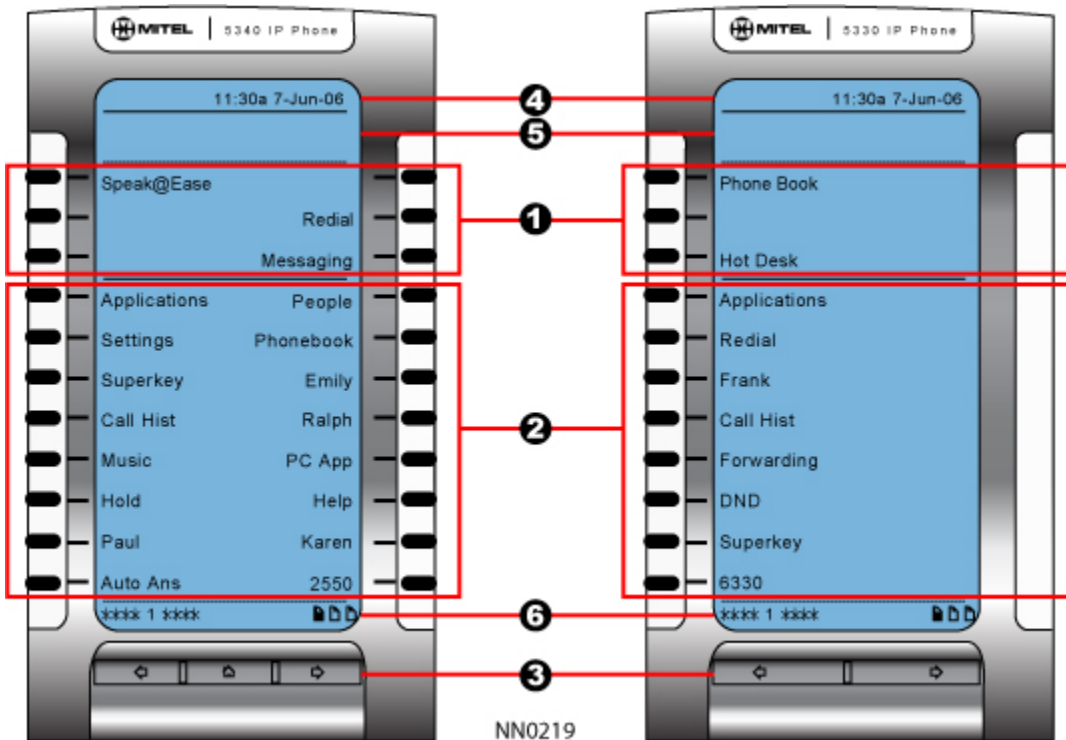 MITEL | 5340 IP Phone
11:30a 7-Jun-06
Speak@Ease
Redial
Messaging
Applications People
Settings Phonebook
Superkey Emily
Call Hist Ralph
Music PC App
Hold Help
Paul Karen
Auto Ans 2550
**** 1 ****
4
5
1
2
6
3
MITEL | 5330 IP Phone
11:30a 7-Jun-06
Phone Book
Hot Desk
Applications
Redial
Frank
Call Hist
Forwarding
DND
Superkey
6330
**** 1 ****
NN0219